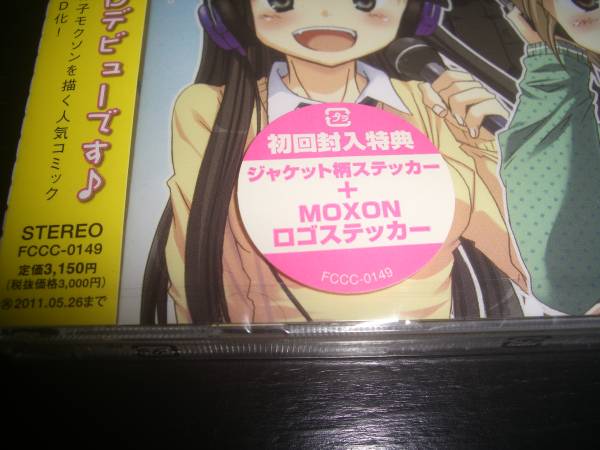 デビューです♪
子モクソンを描く人気コミック
D化！
STEREO
FCCC-0149
定価3,150円
(税抜価格3,000円)
2011.05.26まで
初回封入特典
ジャケット柄ステッカー
+
MOXON
ロゴステッカー
FCCC-0149